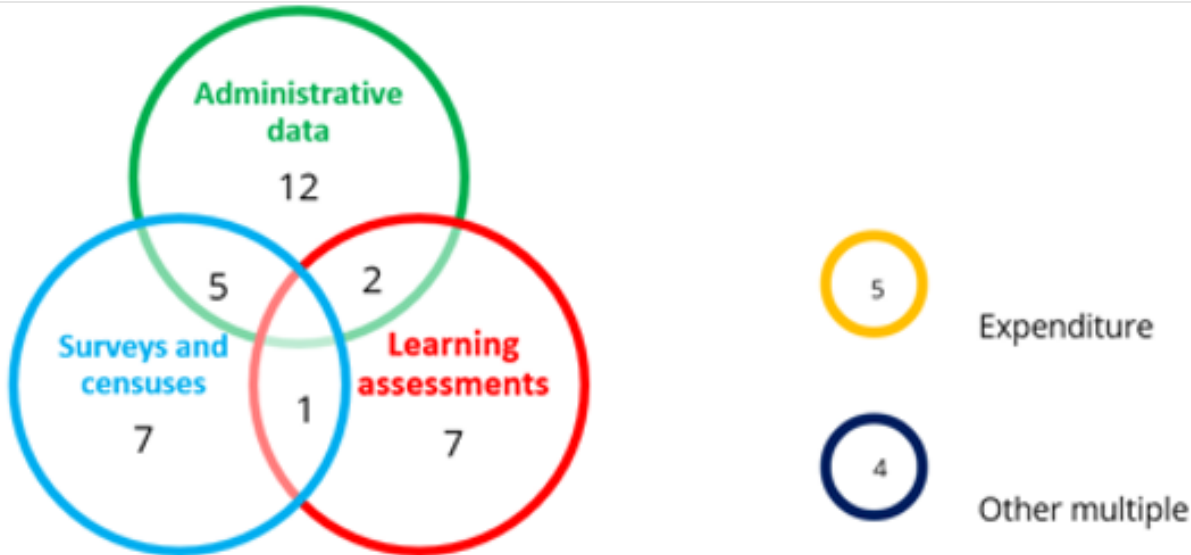 Administrative
data
12
5
2
Surveys and
censuses
7
1
Learning
assessments
7
5
Expenditure
4
Other multiple